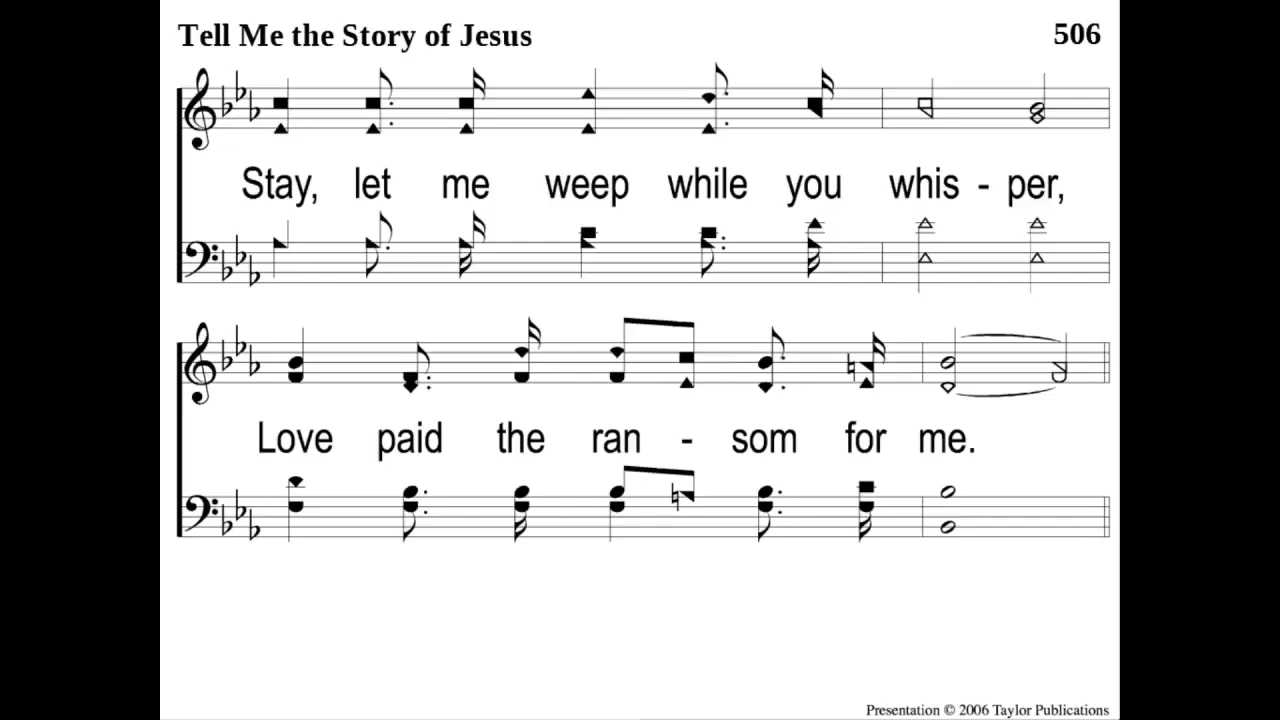 Tell Me the Story of Jesus 506
Stay, let me weep while you whis - per,
Love paid the ran - som for me.
Presentation © 2006 Taylor Publications